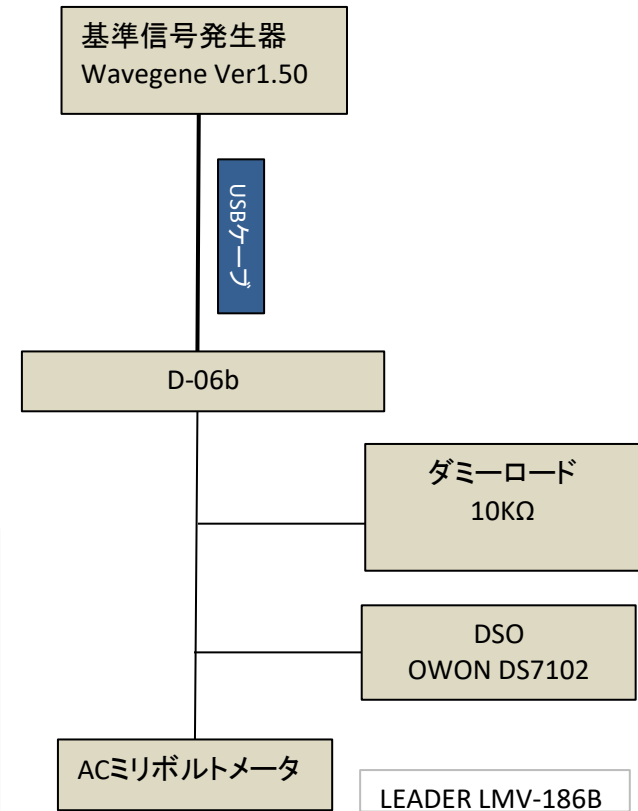 基準信号発生器
Wavegene Ver1.50
USBケーブ
D-06b
ダミーロード
10KΩ
DSO
OWON DS7102
ACミリボルトメータ
LEADER LMV-186B